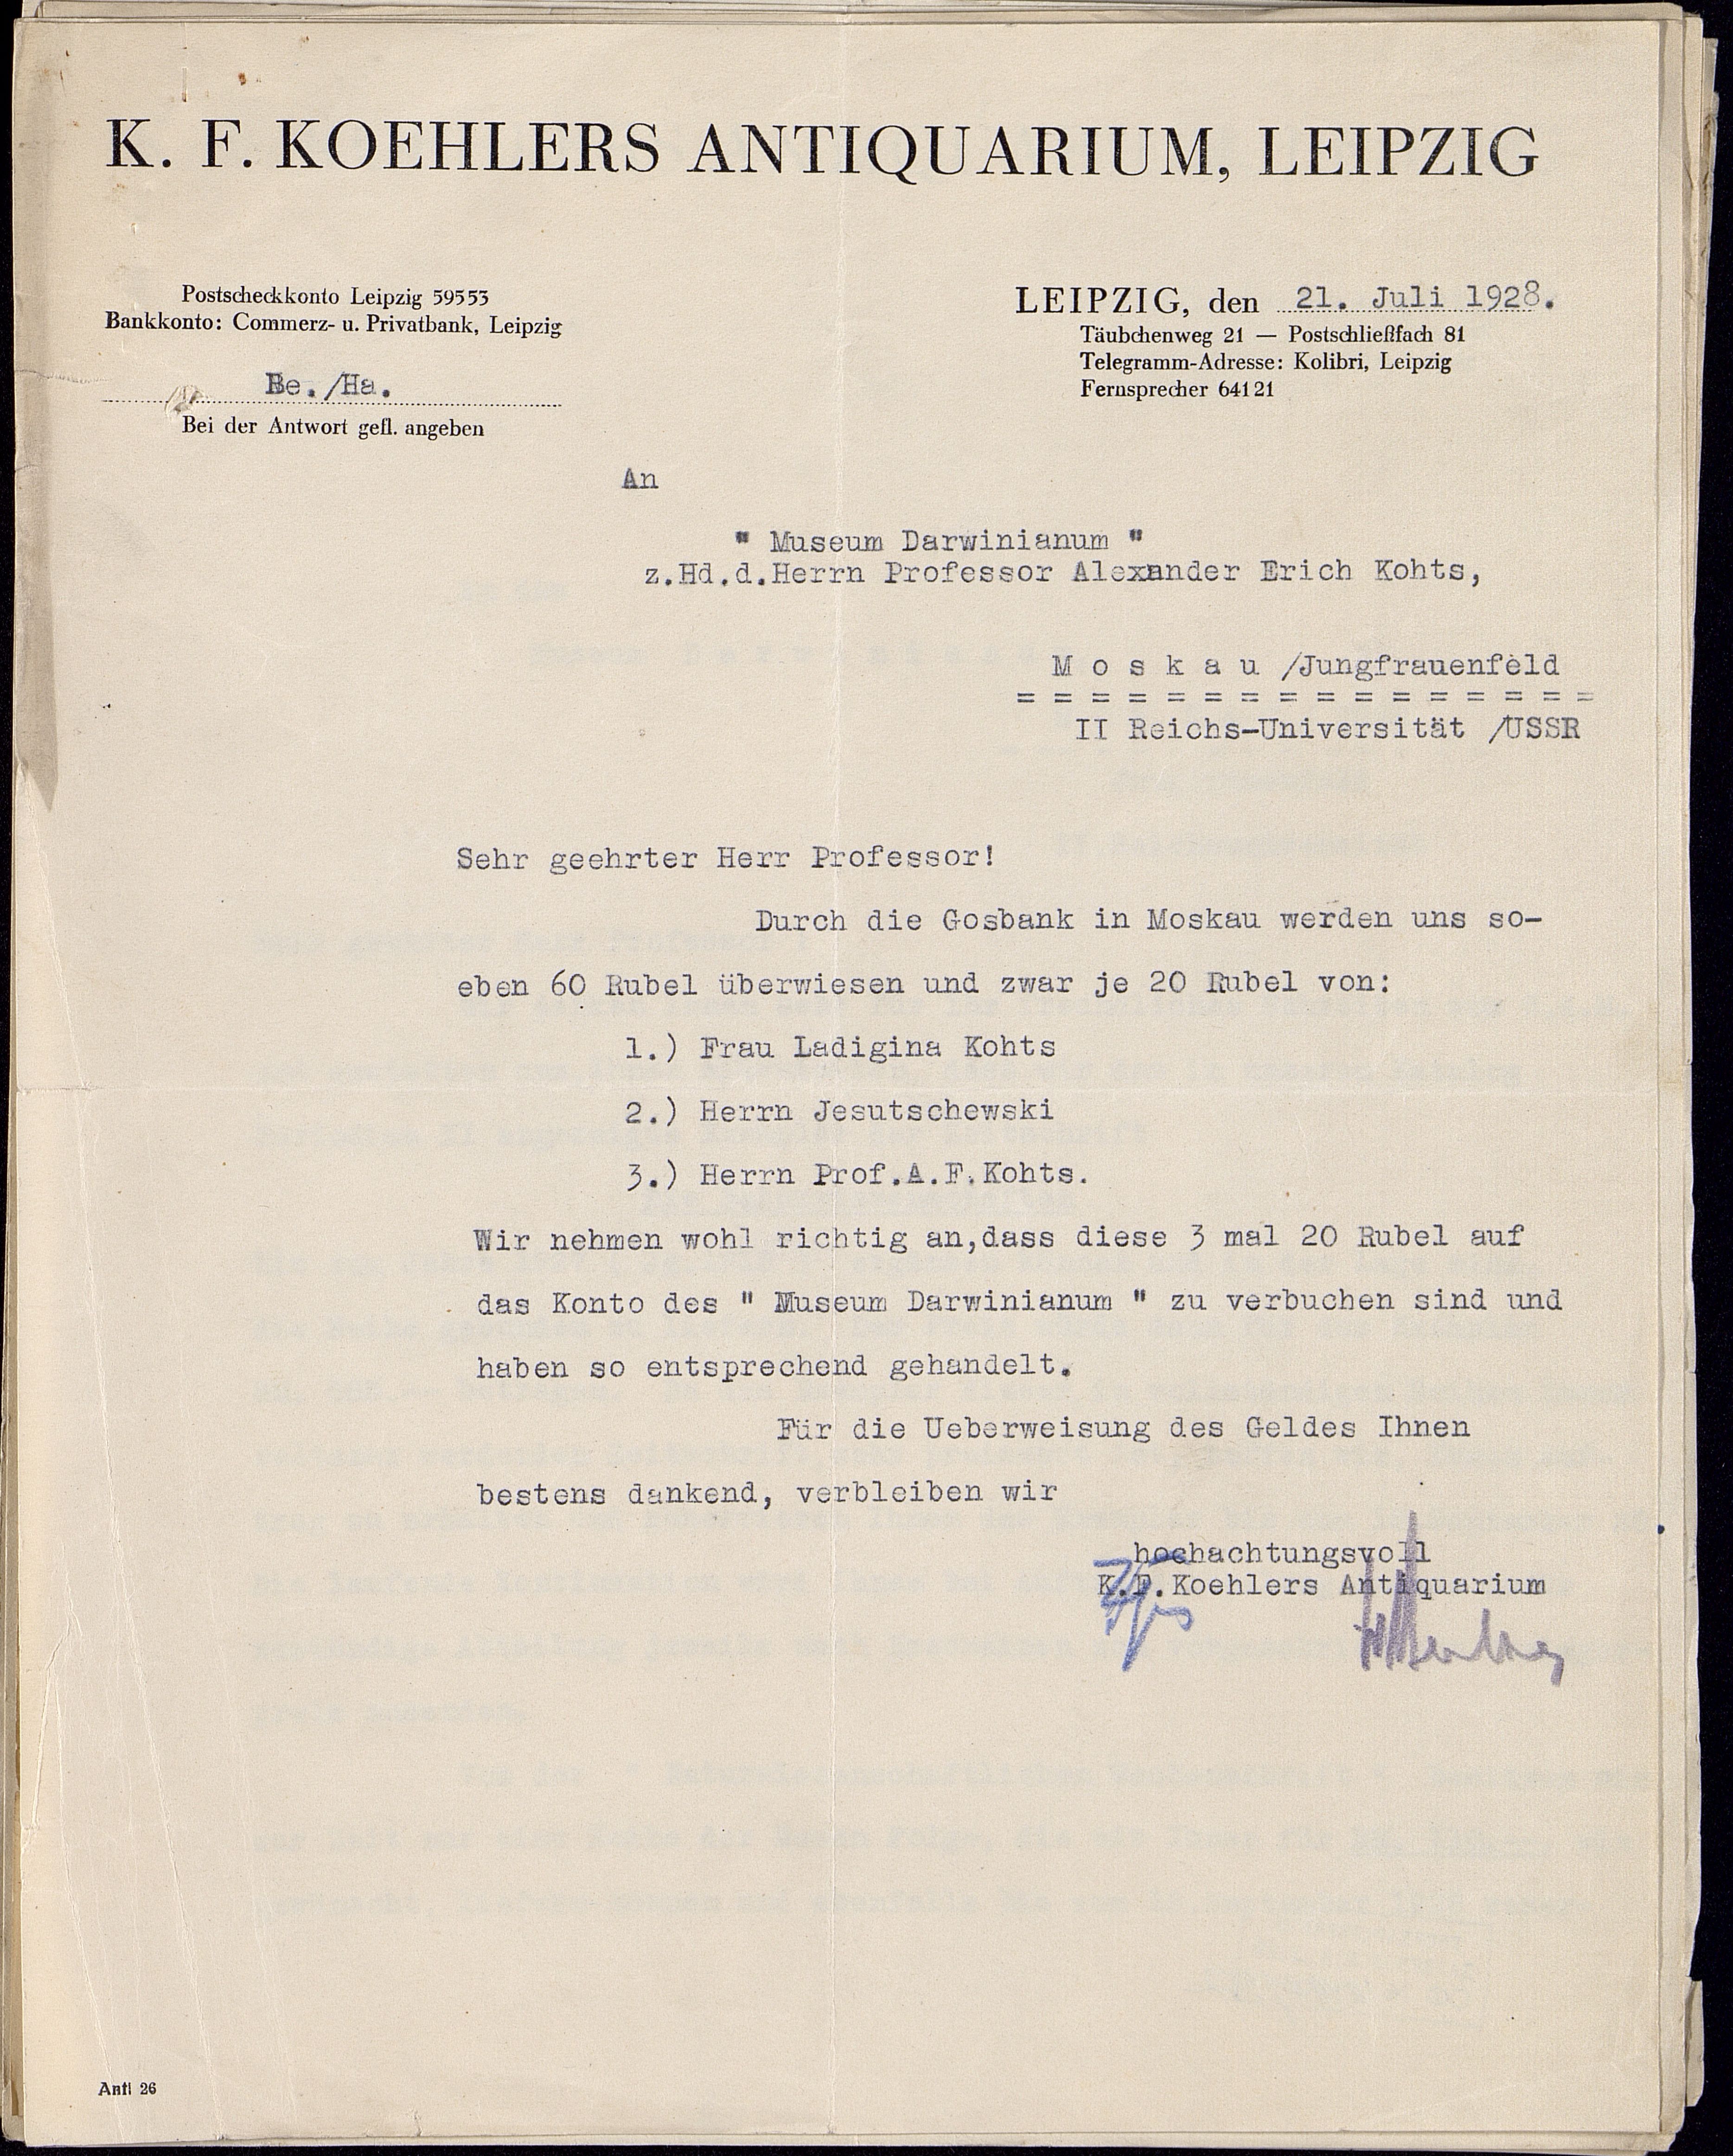 K. F. KOEHLERS ANTIQUARIUM, LEIPZIG
Postscheckkonto Leipzig 59553
Bankkonto: Commerz- u. Privatbank, Leipzig
Be./Ha.
Bei der Antwort gefl. angeben
LEIPZIG, den 21. Juli 1928.
Täubchenweg 21 — Postschließfach 81
Telegramm-Adresse: Kolibri, Leipzig
Fernsprecher 64121
An
" Museum Darwinianum "
z.Hd.d.Herrn Professor Alexander Erich Kohts,
M o s k a u /Jungfrauenfeld
= = = = = = = = = = = = = = = =
II Reichs-Universität /USSR
Sehr geehrter Herr Professor!
Durch die Gosbank in Moskau werden uns so-
eben 60 Rubel überwiesen und zwar je 20 Rubel von:
1.) Frau Ladigina Kohts
2.) Herrn Jesutschewski
3.) Herrn Prof.A.F.Kohts.
Wir nehmen wohl richtig an,dass diese 3 mal 20 Rubel auf
das Konto des " Museum Darwinianum " zu verbuchen sind und
haben so entsprechend gehandelt.
Für die Ueberweisung des Geldes Ihnen
bestens dankend, verbleiben wir
hochachtungsvoll
K.F.Koehlers Antiquarium
Anti 26